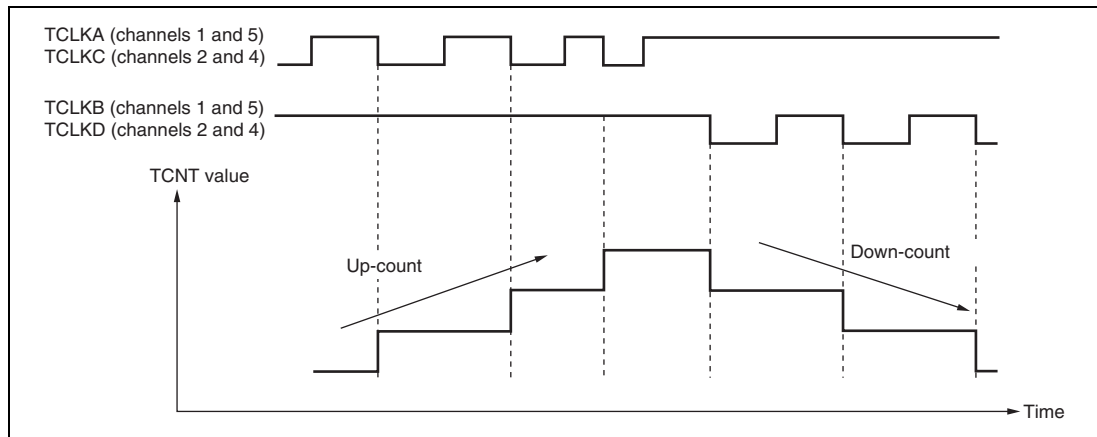 TCLKA (channels 1 and 5)
TCLKC (channels 2 and 4)
TCLKB (channels 1 and 5)
TCLKD (channels 2 and 4)
TCNT value
Up-count
Down-count
Time